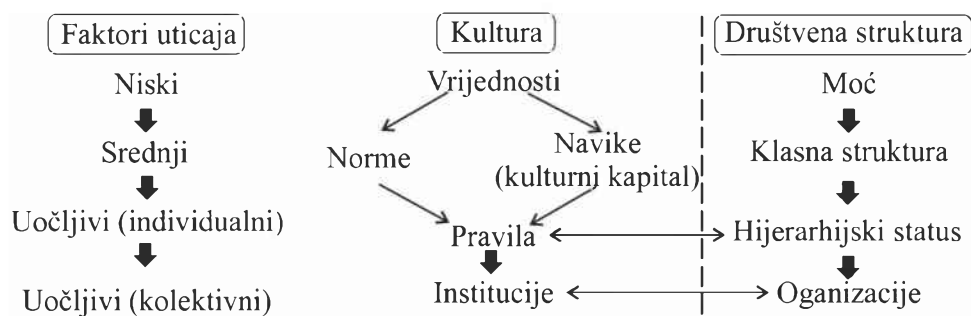 Faktori uticaja
Niski
Srednji
Uočljivi (individualni)
Uočljivi (kolektivni)
Kultura
Vrijednosti
Norme
Navike
(kulturni kapital)
Pravila
Institucije
Društvena struktura
Moć
Klasna struktura
Hijerarhijski status
Oganizacije